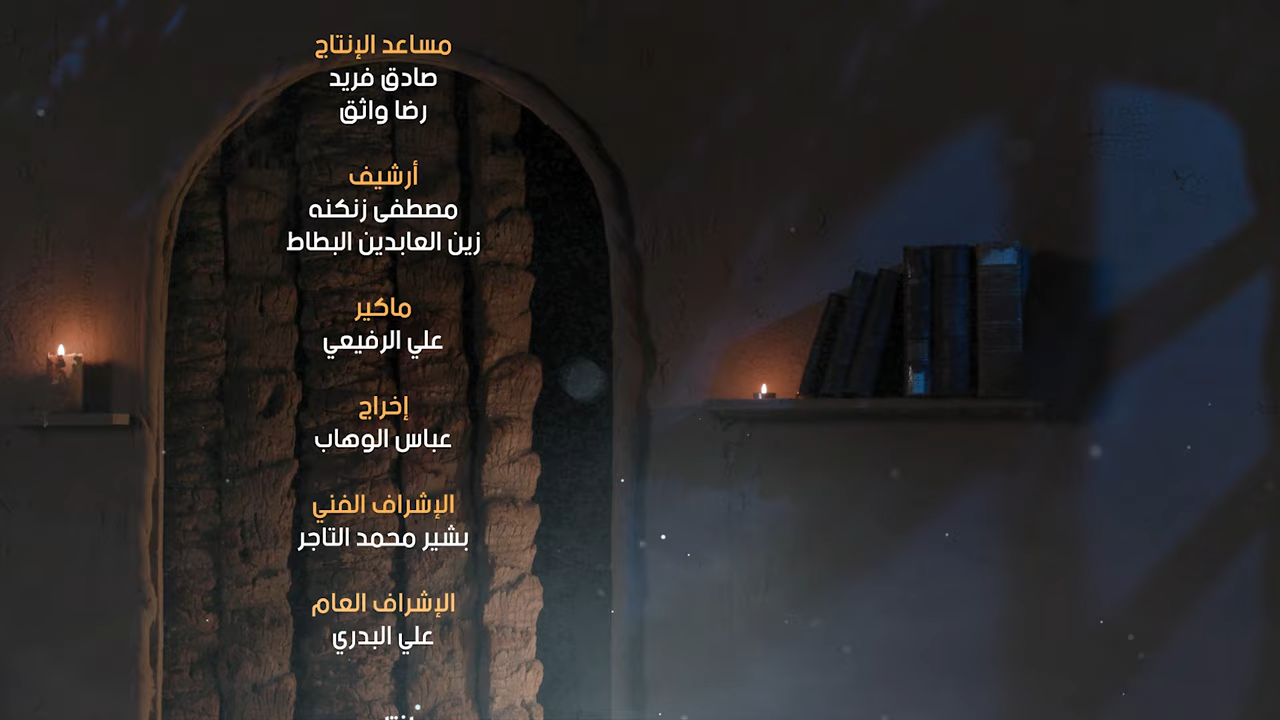 مساعد الإنتاج
صادق فريد
رضا واثق
أرشيف
مصطفى زنكنه
زين العابدين البطاط
ماكير
علي الرفيعي
إخراج
عباس الوهاب
الإشراف الفني
بشير محمد التاجر
الإشراف العام
علي البدري